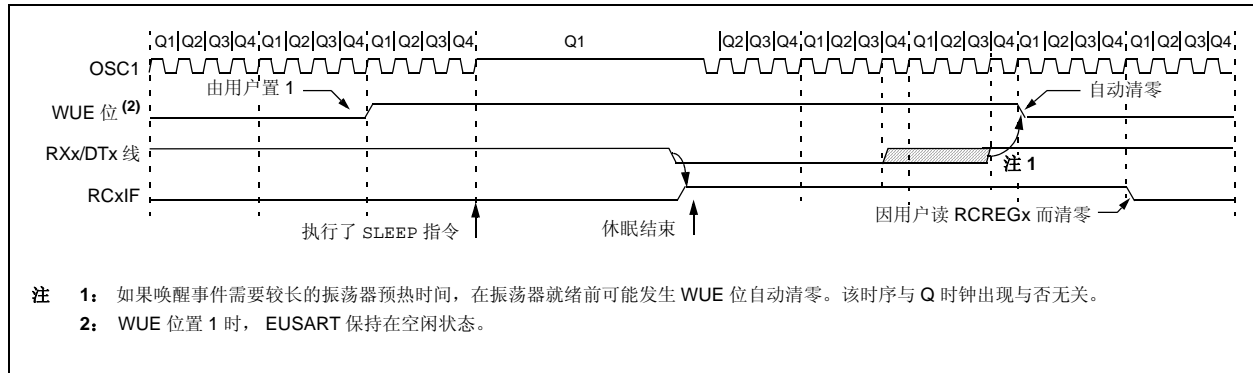 Q1 Q2 Q3 Q4 Q1 Q2 Q3 Q4 Q1 Q2 Q3 Q4 Q1 Q2 Q3 Q4 Q1 Q2 Q3 Q4 Q1 Q2 Q3 Q4 Q1 Q2 Q3 Q4 Q1 Q2 Q3 Q4
OSC1
由用户置 1
自动清零
WUE 位 (2)
RXx/DTx 线
注 1
RCxIF
因用户读 RCREGx 而清零
执行了 SLEEP 指令
休眠结束
注 1: 如果唤醒事件需要较长的振荡器预热时间，在振荡器就绪前可能发生 WUE 位自动清零。该时序与 Q 时钟出现与否无关。
2: WUE 位置 1 时， EUSART 保持在空闲状态。